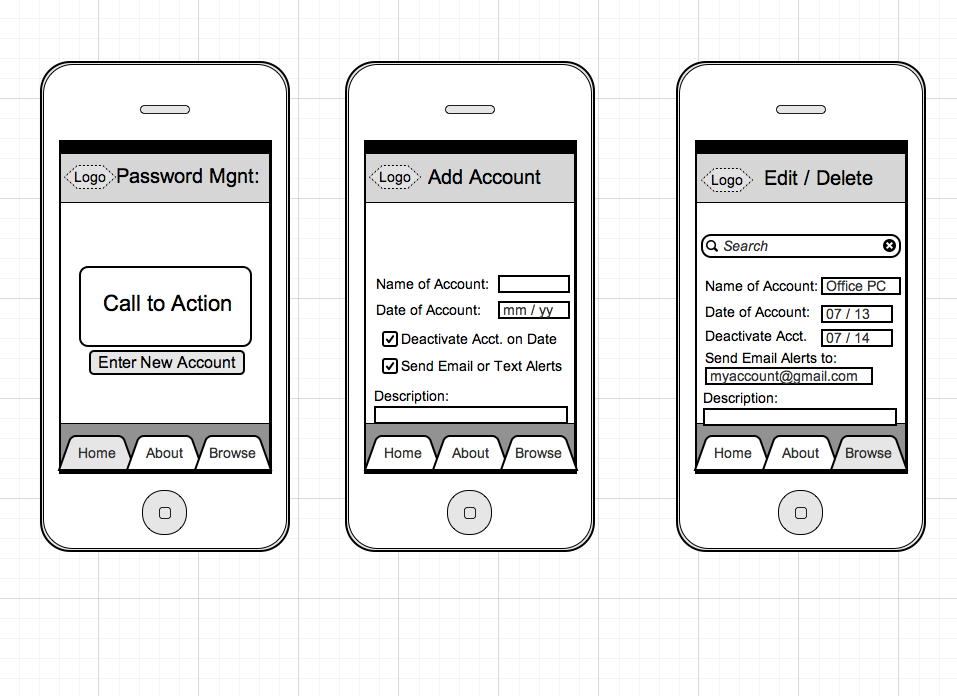 Logo Password Mgnt:
Call to Action
Enter New Account
Home About Browse
Logo Add Account
Name of Account:
Date of Account: mm / yy
Deactivate Acct. on Date
Send Email or Text Alerts
Description:
Home About Browse
Logo Edit / Delete
Search
Name of Account: Office PC
Date of Account: 07 / 13
Deactivate Acct. 07 / 14
Send Email Alerts to:
myaccount@gmail.com
Description:
Home About Browse